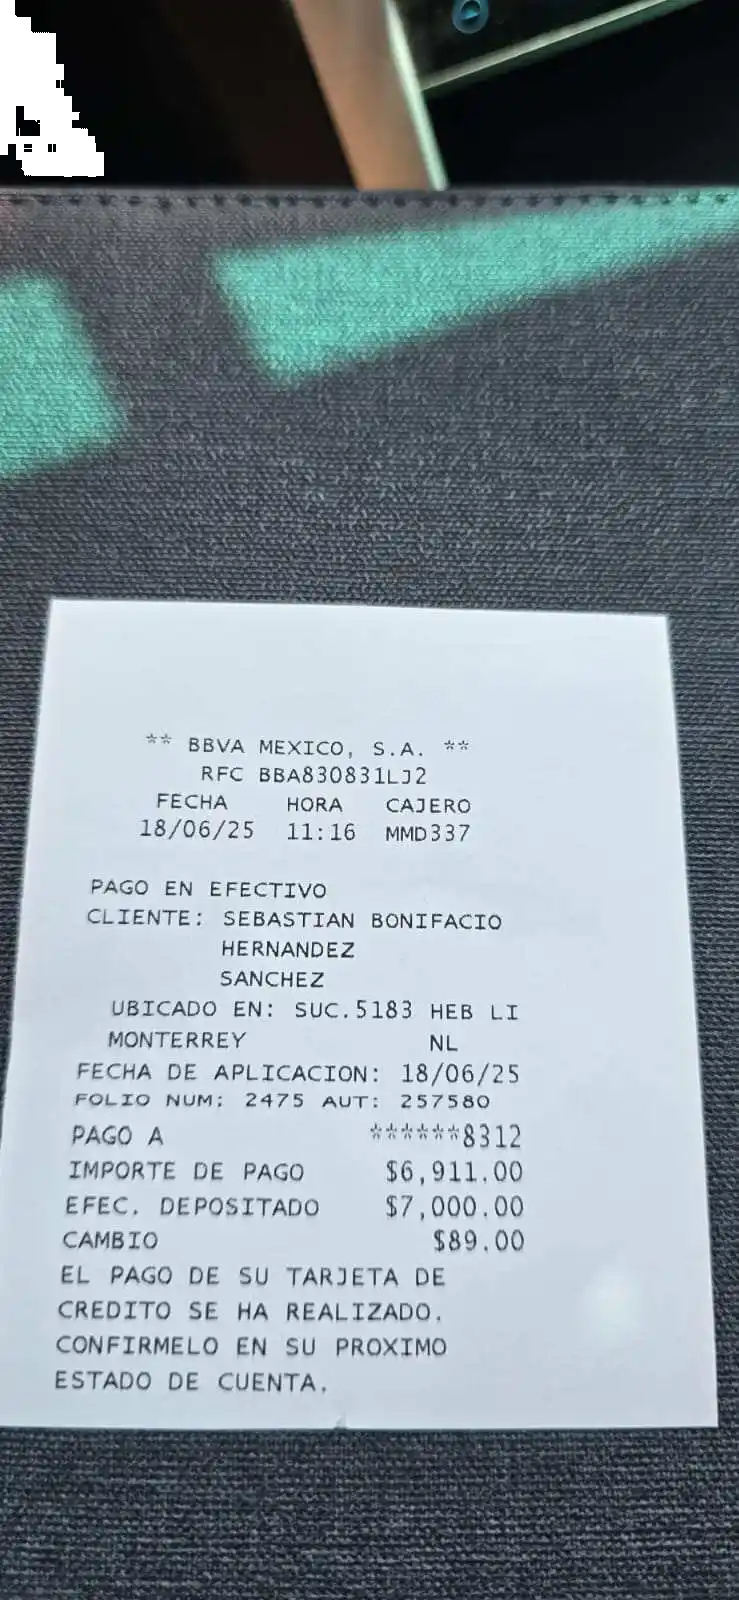 ** BBVA MEXICO, S.A. **
RFC BBA830831LJ2
FECHA HORA CAJERO
18/06/25 11:16 MMD337
PAGO EN EFECTIVO
CLIENTE: SEBASTIAN BONIFACIO
HERNANDEZ
SANCHEZ
UBICADO EN: SUC.5183 HEB LI
MONTERREY NL
FECHA DE APLICACION: 18/06/25
FOLIO NUM: 2475 AUT: 257580
PAGO A ******8312
IMPORTE DE PAGO $6,911.00
EFEC. DEPOSITADO $7,000.00
CAMBIO $89.00
EL PAGO DE SU TARJETA DE
CREDITO SE HA REALIZADO.
CONFIRMELO EN SU PROXIMO
ESTADO DE CUENTA.